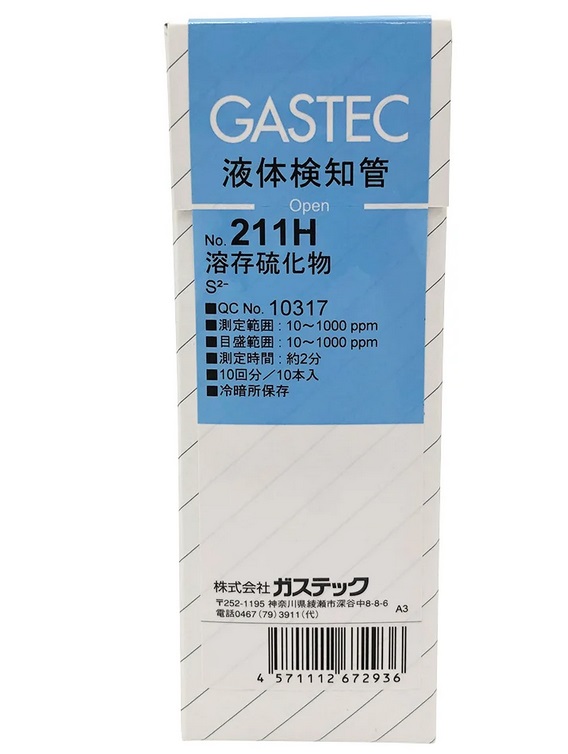 GASTEC
液体検知管
Open
No. 211H
溶存硫化物
S²⁻
■QC No. 10317
■測定範囲 : 10～1000 ppm
■目盛範囲 : 10～1000 ppm
■測定時間 : 約2分
■10回分／10本入
■冷暗所保存
株式会社 ガステック
〒252-1195 神奈川県綾瀬市深谷中8-8-6
電話0467(79)3911(代)
A3
4 571112 672936